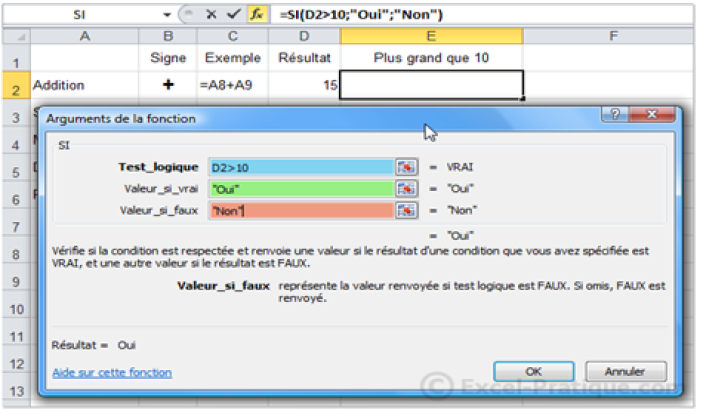 SI =SI(D2>10;"Oui";"Non")
A B C D E F
1 Signe Exemple Résultat Plus grand que 10
2 Addition + =A8+A9 15
3
Arguments de la fonction
4
SI
5
Test_logique D2>10 = VRAI
Valeur_si_vrai "Oui" = "Oui"
6
Valeur_si_faux "Non" = "Non"
7
= "Oui"
8
Vérifie si la condition est respectée et renvoie une valeur si le résultat d'une condition que vous avez spécifiée est
VRAI, et une autre valeur si le résultat est FAUX.
9
Valeur_si_faux représente la valeur renvoyée si test logique est FAUX. Si omis, FAUX est
renvoyé.
10
11
Résultat = Oui
12
Aide sur cette fonction OK Annuler
© Excel-Pratique.com
13